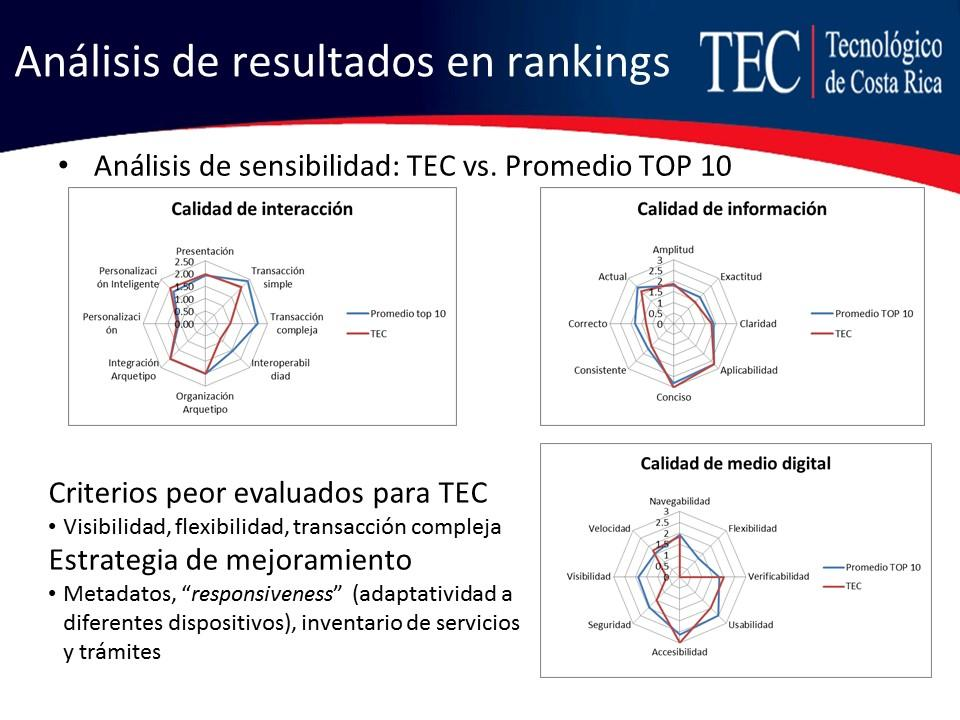 Análisis de resultados en rankings
TEC
Tecnológico
de Costa Rica
• Análisis de sensibilidad: TEC vs. Promedio TOP 10
Calidad de interacción
Presentación
2.50
2.00
1.50
1.00
0.50
0.00
Transacción
simple
Transacción
compleja
Interoperabil
idad
Organización
Arquetipo
Integración
Arquetipo
Personalizaci
ón
Personalizaci
ón Inteligente
Promedio top 10
TEC
Calidad de información
Amplitud
3
2.5
2
1.5
1
0.5
0
Exactitud
Claridad
Aplicabilidad
Conciso
Consistente
Correcto
Actual
Promedio TOP 10
TEC
Criterios peor evaluados para TEC
• Visibilidad, flexibilidad, transacción compleja
Estrategia de mejoramiento
• Metadatos, “responsiveness” (adaptatividad a
diferentes dispositivos), inventario de servicios
y trámites
Calidad de medio digital
Navegabilidad
3
2.5
2
1.5
1
0.5
0
Flexibilidad
Verificabilidad
Usabilidad
Accesibilidad
Seguridad
Visibilidad
Velocidad
Promedio TOP 10
TEC